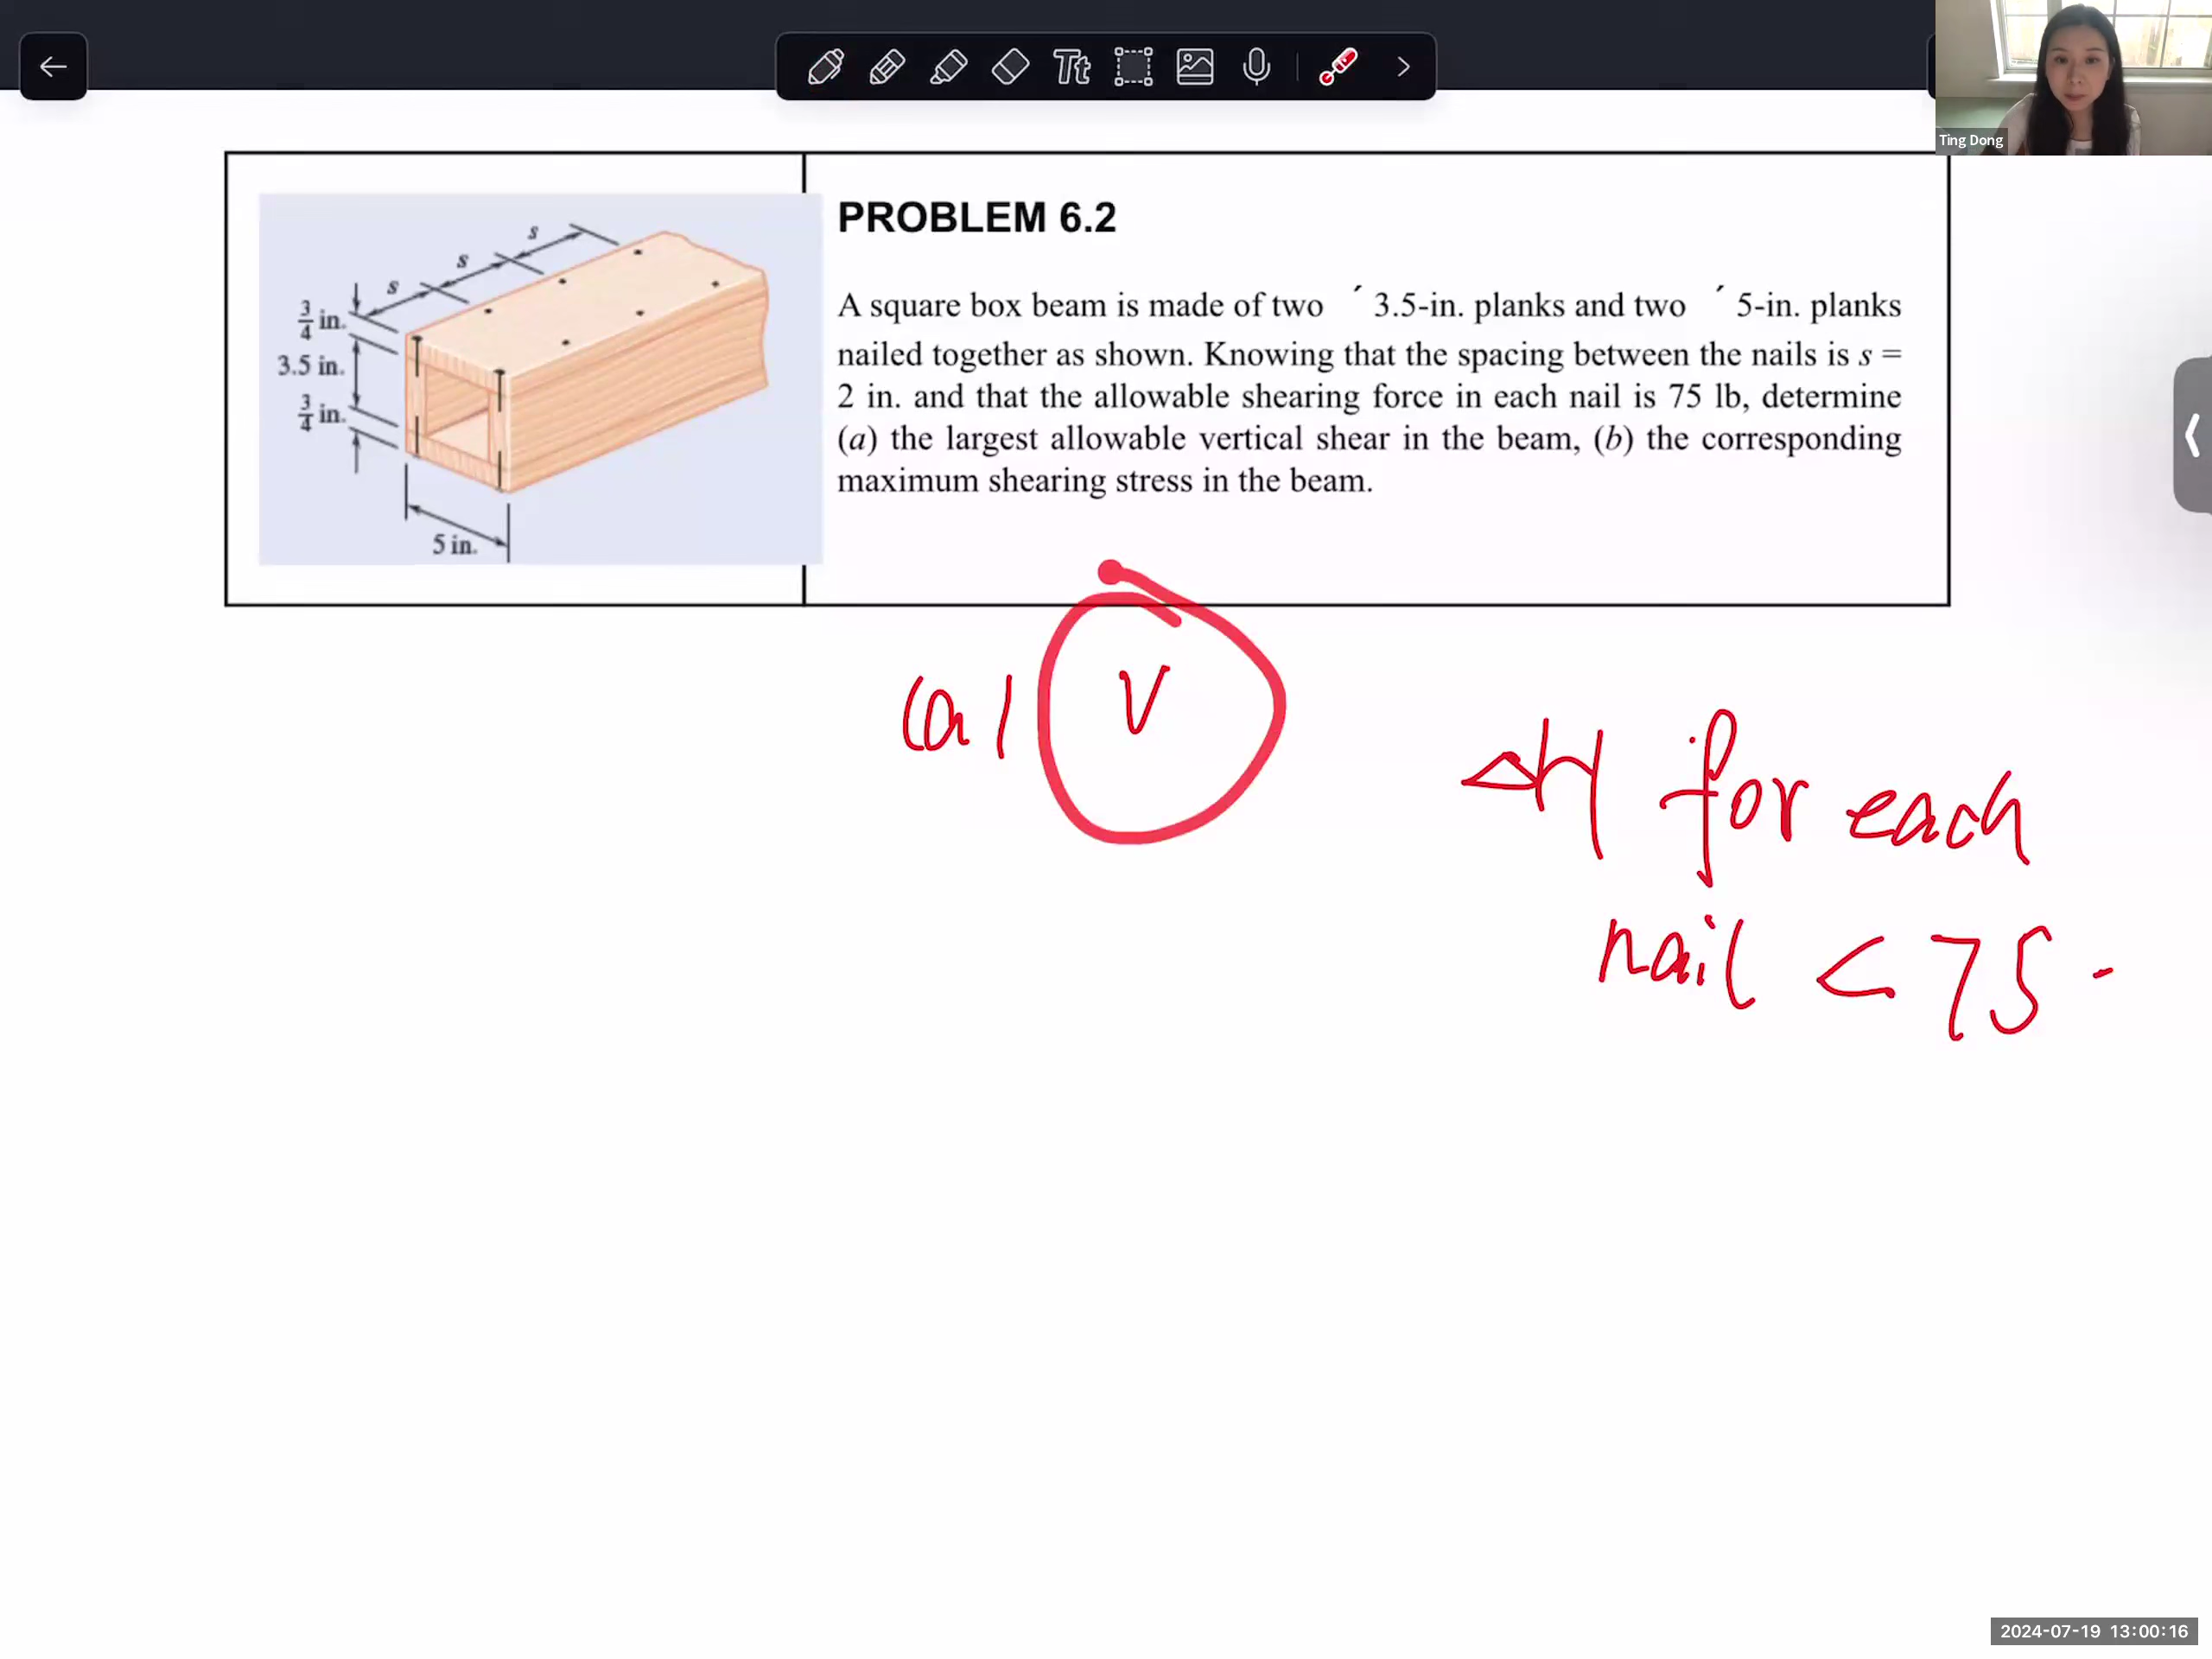 Tt
Ting Dong
PROBLEM 6.2
A square box beam is made of two ´ 3.5-in. planks and two ´ 5-in. planks
nailed together as shown. Knowing that the spacing between the nails is s =
2 in. and that the allowable shearing force in each nail is 75 lb, determine
(a) the largest allowable vertical shear in the beam, (b) the corresponding
maximum shearing stress in the beam.
s
s
s
3/4 in.
3.5 in.
3/4 in.
5 in.
(a) V
ΔH for each
nail < 75 -
2024-07-19 13:00:16